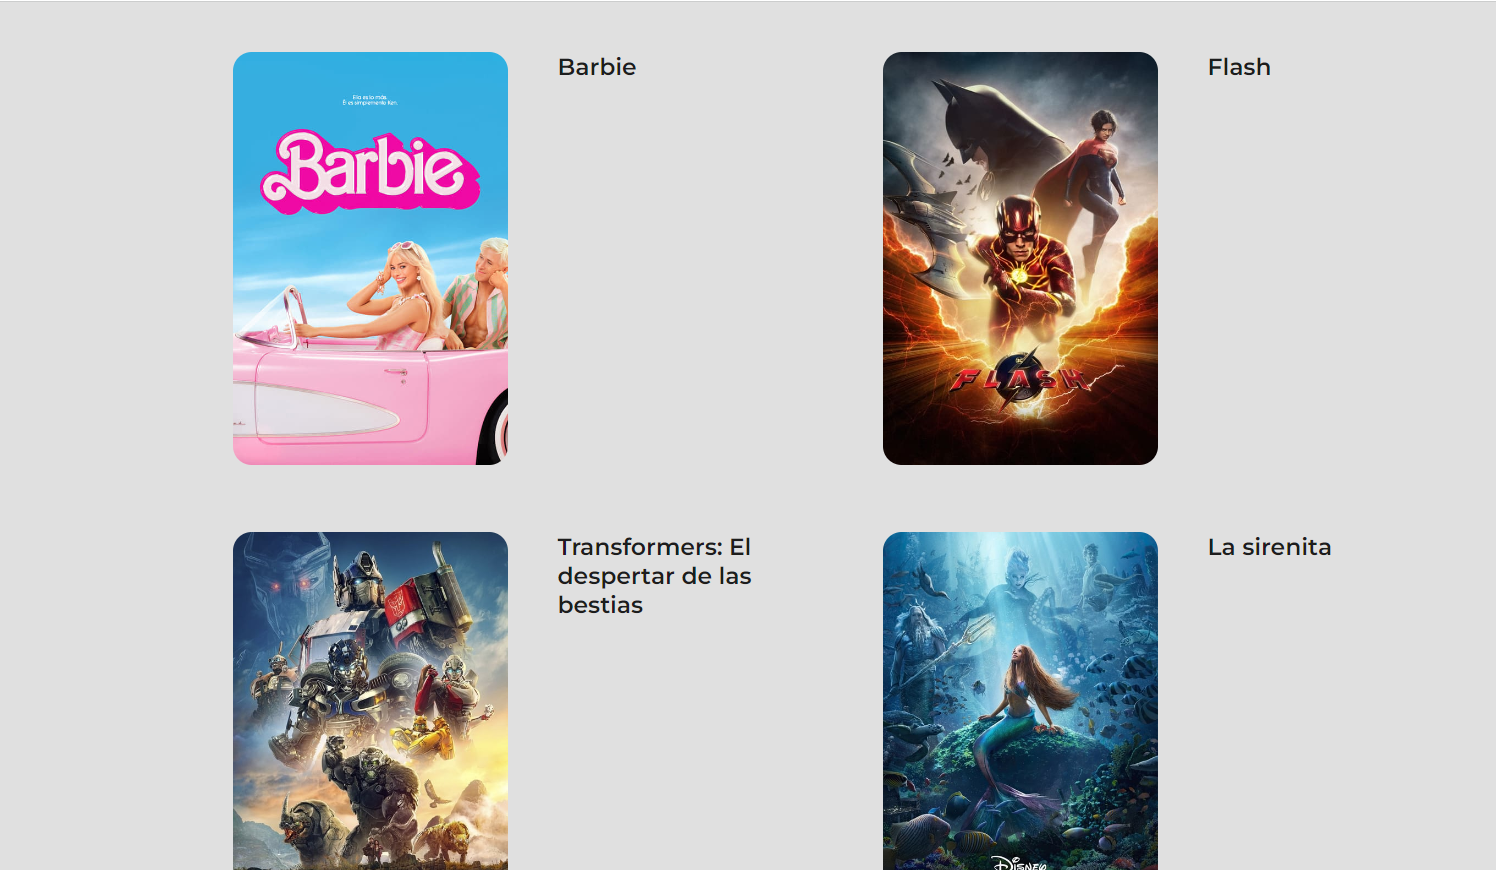 Barbie
Ella es lo más.
Él es simplemente Ken.
Barbie
Flash
FLASH
Transformers: El
despertar de las
bestias
La sirenita
Disney